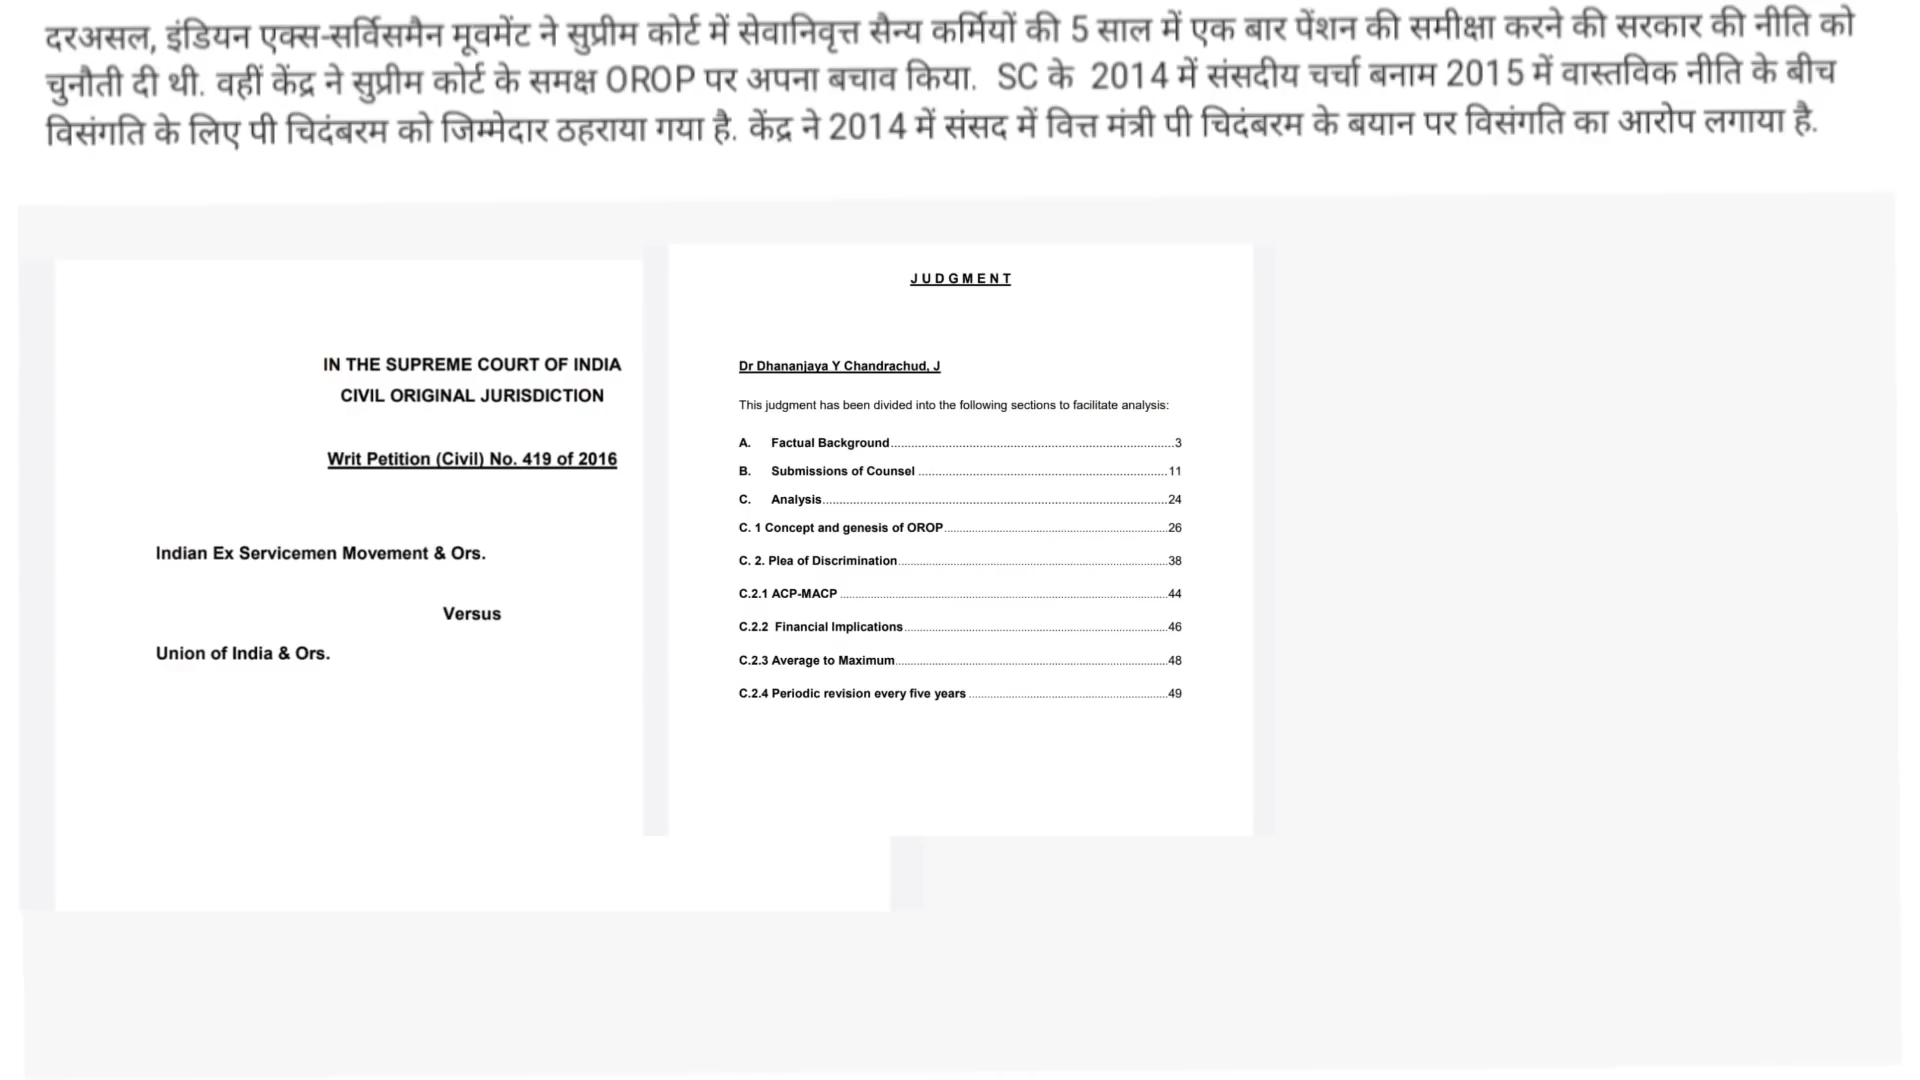 दरअसल, इंडियन एक्स-सर्विसमैन मूवमेंट ने सुप्रीम कोर्ट में सेवानिवृत्त सैन्य कर्मियों की 5 साल में एक बार पेंशन की समीक्षा करने की सरकार की नीति को
चुनौती दी थी. वहीं केंद्र ने सुप्रीम कोर्ट के समक्ष OROP पर अपना बचाव किया. SC के 2014 में संसदीय चर्चा बनाम 2015 में वास्तविक नीति के बीच
विसंगति के लिए पी चिदंबरम को जिम्मेदार ठहराया गया है. केंद्र ने 2014 में संसद में वित्त मंत्री पी चिदंबरम के बयान पर विसंगति का आरोप लगाया है.
IN THE SUPREME COURT OF INDIA
CIVIL ORIGINAL JURISDICTION
Writ Petition (Civil) No. 419 of 2016
Indian Ex Servicemen Movement & Ors.
Versus
Union of India & Ors.
JUDGMENT
Dr Dhananjaya Y Chandrachud, J
This judgment has been divided into the following sections to facilitate analysis:
A. Factual Background....3
B. Submissions of Counsel....11
C. Analysis....24
C. 1 Concept and genesis of OROP....26
C. 2. Plea of Discrimination....38
C.2.1 ACP-MACP....44
C.2.2 Financial Implications....46
C.2.3 Average to Maximum....48
C.2.4 Periodic revision every five years....49